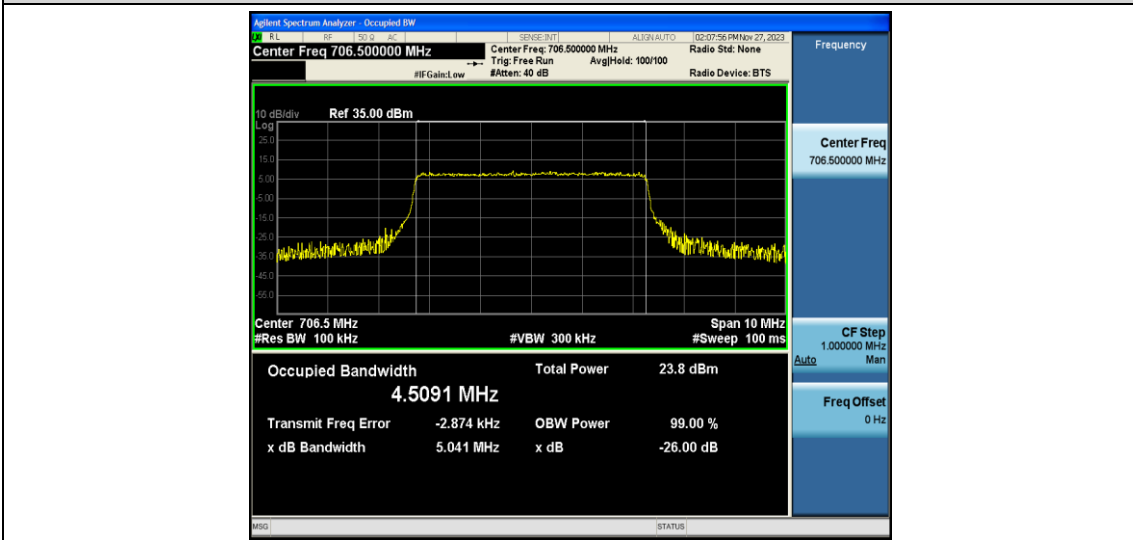 Agilent Spectrum Analyzer - Occupied BW
LXI RL RF 50 Ω AC SENSE:INT ALIGN AUTO 02:07:56 PM Nov 27, 2023
Center Freq 706.500000 MHz
Center Freq: 706.500000 MHz Radio Std: None
Trig: Free Run Avg|Hold: 100/100
#IFGain:Low #Atten: 40 dB Radio Device: BTS
10 dB/div Ref 35.00 dBm
Log
25.0
15.0
5.00
-5.00
-15.0
-25.0
-35.0
-45.0
-55.0
Center 706.5 MHz Span 10 MHz
#Res BW 100 kHz #VBW 300 kHz #Sweep 100 ms
Occupied Bandwidth Total Power 23.8 dBm
4.5091 MHz
Transmit Freq Error -2.874 kHz OBW Power 99.00 %
x dB Bandwidth 5.041 MHz x dB -26.00 dB
MSG STATUS
Frequency
Center Freq
706.500000 MHz
CF Step
1.000000 MHz
Auto Man
Freq Offset
0 Hz